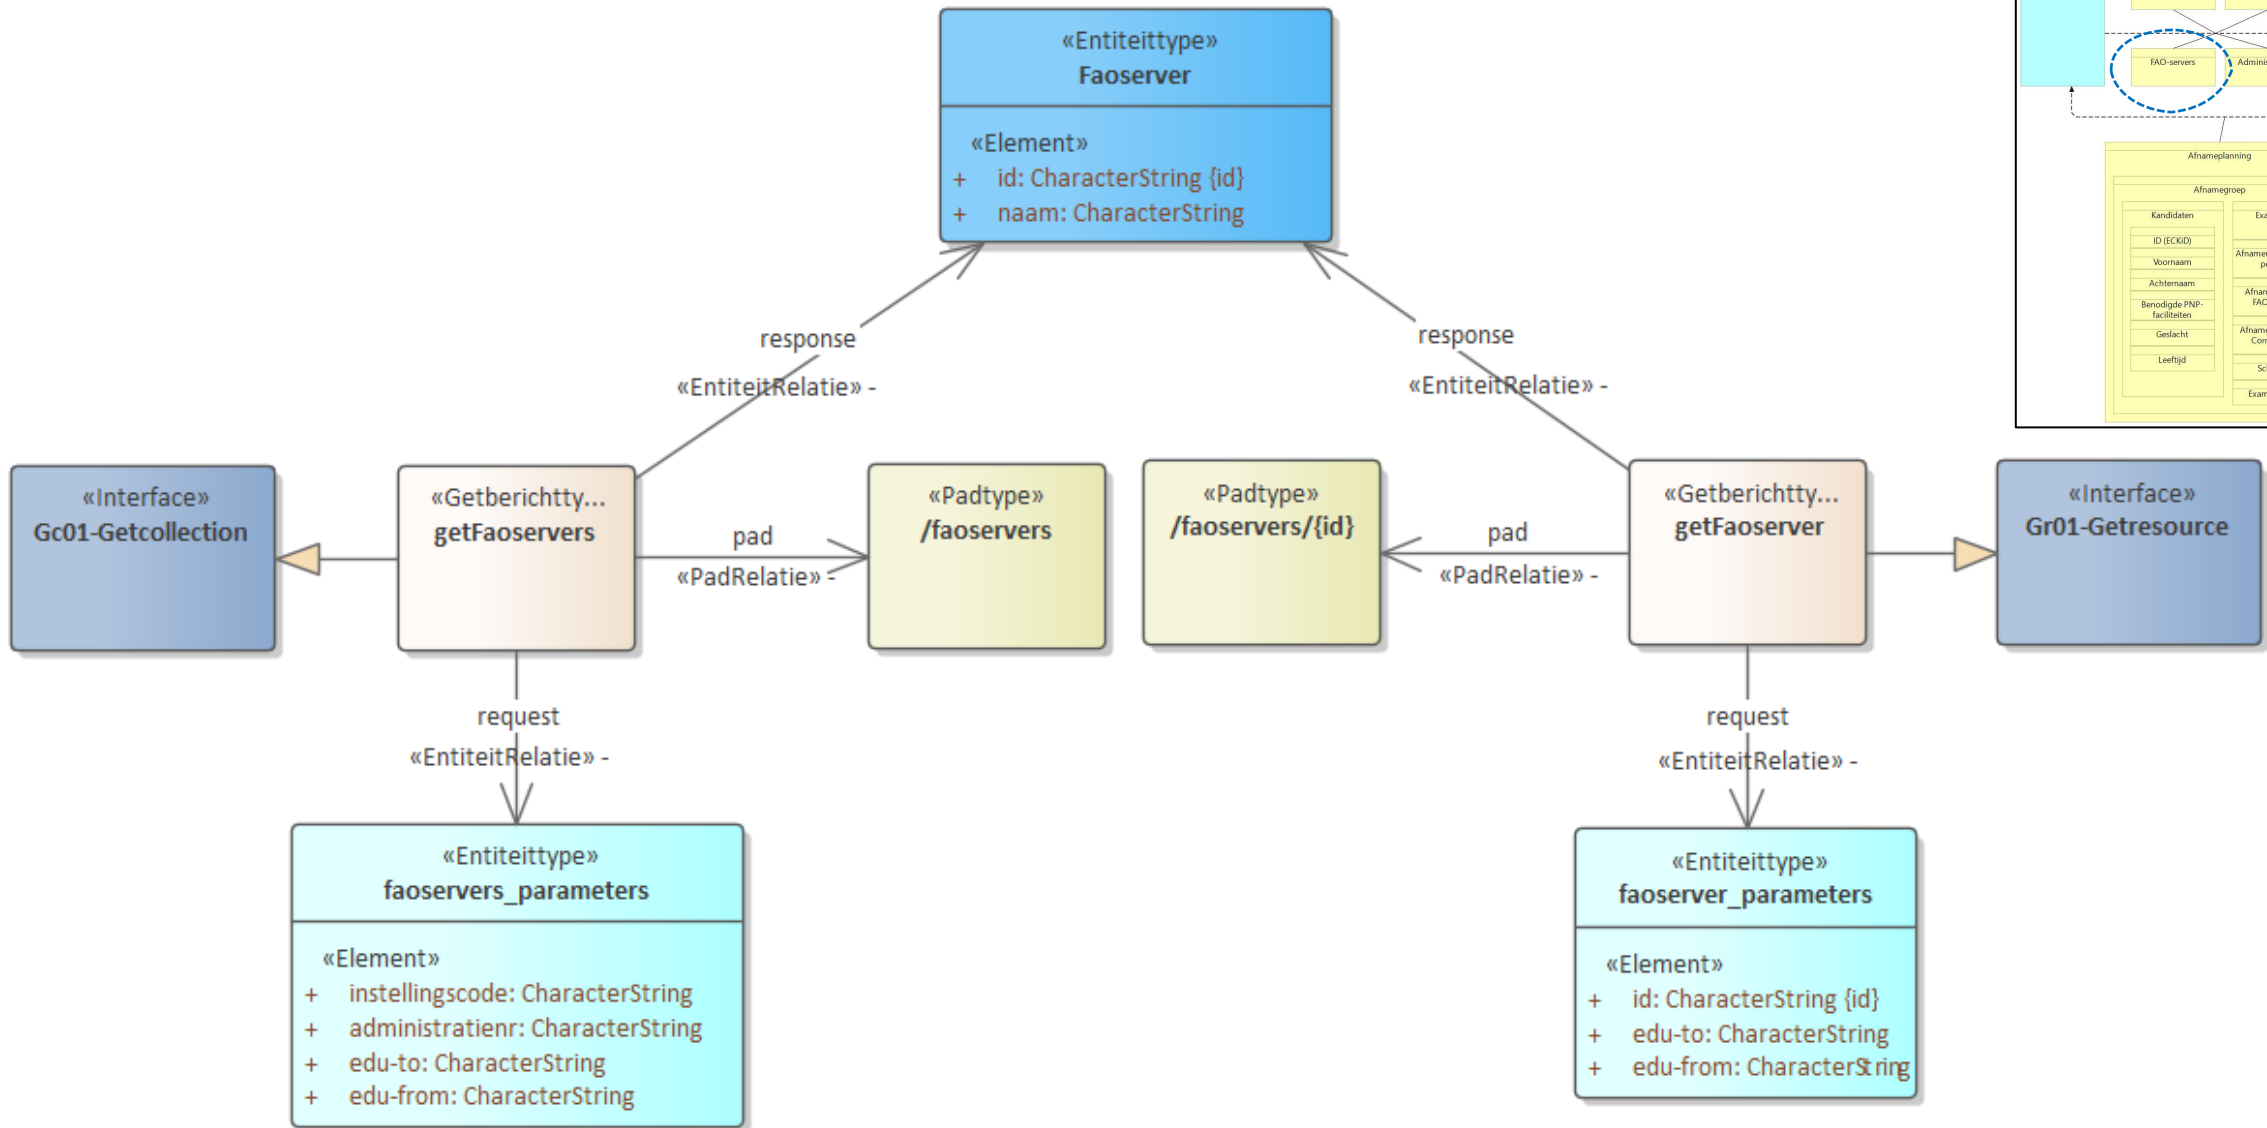 «Entiteittype»
Faoserver
«Element»
+ id: CharacterString {id}
+ naam: CharacterString
FAO-servers
Afnameplanning
Afnamegroep
Kandidaten
ID (ECKiD)
Voornaam
Achternaam
Benodigde PNP-
faciliteiten
Geslacht
Leeftijd
response
«EntiteitRelatie» -
response
«EntiteitRelatie» -
«Interface»
Gc01-Getcollection
«Getberichtty...
getFaoservers
pad
«PadRelatie» -
«Padtype»
/faoservers
«Padtype»
/faoservers/{id}
pad
«PadRelatie» -
«Getberichtty...
getFaoserver
«Interface»
Gr01-Getresource
request
«EntiteitRelatie» -
request
«EntiteitRelatie» -
«Entiteittype»
faoservers_parameters
«Element»
+ instellingscode: CharacterString
+ administratienr: CharacterString
+ edu-to: CharacterString
+ edu-from: CharacterString
«Entiteittype»
faoserver_parameters
«Element»
+ id: CharacterString {id}
+ edu-to: CharacterString
+ edu-from: CharacterString